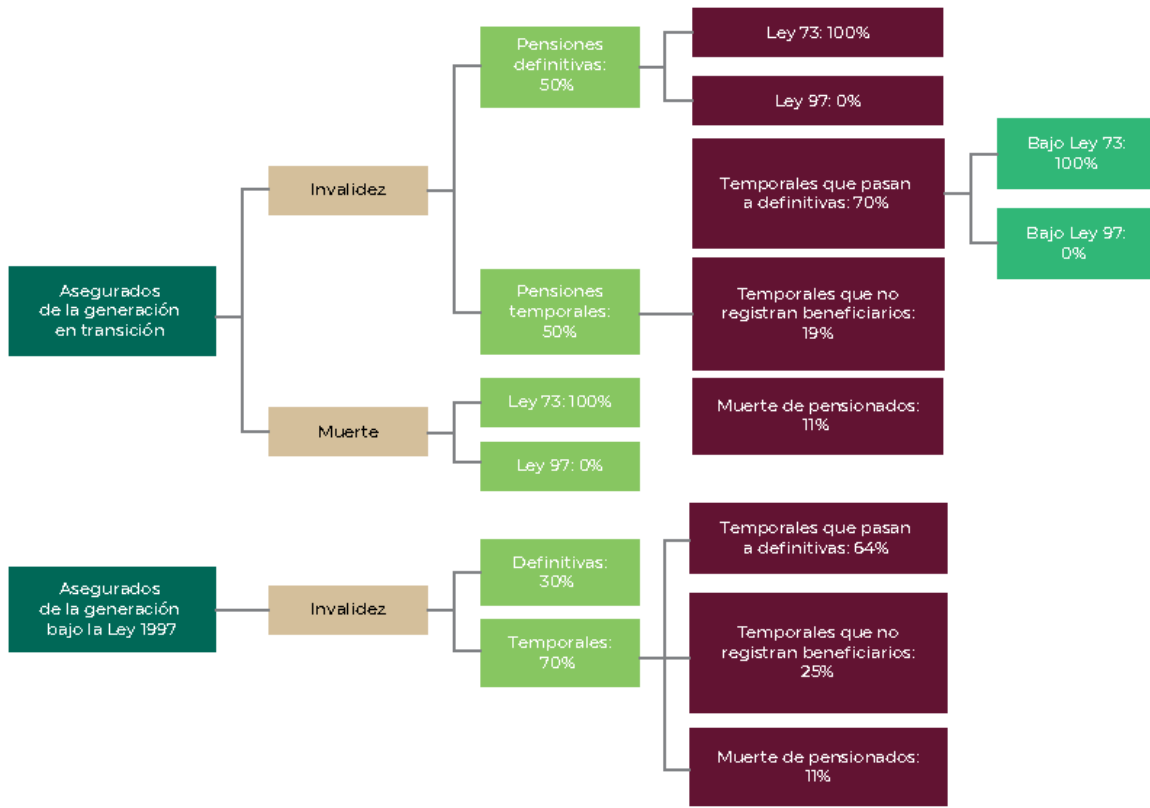 Asegurados
de la generación
en transición
Invalidez
Muerte
Pensiones
definitivas:
50%
Pensiones
temporales:
50%
Ley 73: 100%
Ley 97: 0%
Ley 73: 100%
Ley 97: 0%
Temporales que pasan
a definitivas: 70%
Temporales que no
registran beneficiarios:
19%
Muerte de pensionados:
11%
Bajo Ley 73:
100%
Bajo Ley 97:
0%
Asegurados
de la generación
bajo la Ley 1997
Invalidez
Definitivas:
30%
Temporales:
70%
Temporales que pasan
a definitivas: 64%
Temporales que no
registran beneficiarios:
25%
Muerte de pensionados:
11%